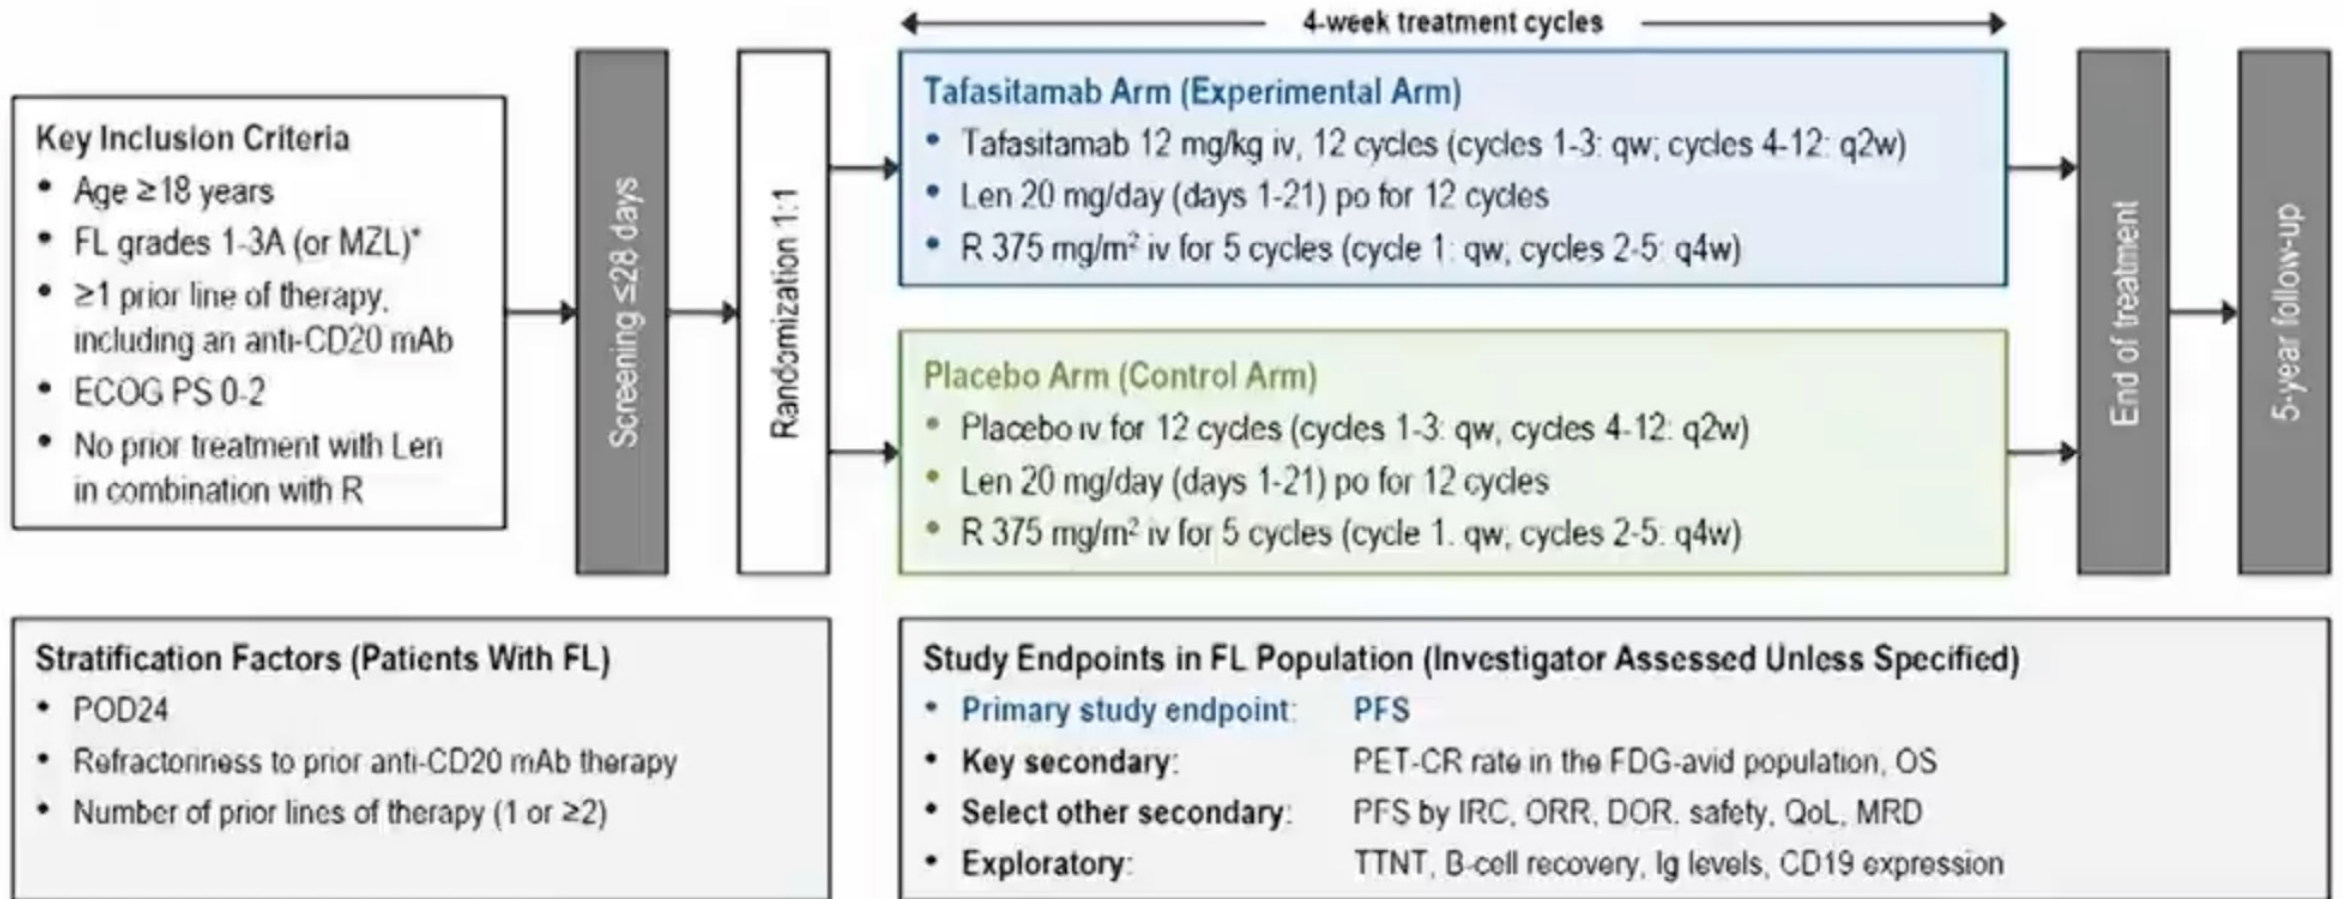 4-week treatment cycles
Key Inclusion Criteria
• Age ≥18 years
• FL grades 1-3A (or MZL)*
• ≥1 prior line of therapy,
including an anti-CD20 mAb
• ECOG PS 0-2
• No prior treatment with Len
in combination with R
Screening ≤28 days
Randomization 1:1
Tafasitamab Arm (Experimental Arm)
• Tafasitamab 12 mg/kg iv, 12 cycles (cycles 1-3: qw; cycles 4-12: q2w)
• Len 20 mg/day (days 1-21) po for 12 cycles
• R 375 mg/m² iv for 5 cycles (cycle 1: qw; cycles 2-5: q4w)
Placebo Arm (Control Arm)
• Placebo iv for 12 cycles (cycles 1-3: qw, cycles 4-12: q2w)
• Len 20 mg/day (days 1-21) po for 12 cycles
• R 375 mg/m² iv for 5 cycles (cycle 1: qw; cycles 2-5: q4w)
End of treatment
5-year follow-up
Stratification Factors (Patients With FL)
• POD24
• Refractoriness to prior anti-CD20 mAb therapy
• Number of prior lines of therapy (1 or ≥2)
Study Endpoints in FL Population (Investigator Assessed Unless Specified)
• Primary study endpoint: PFS
• Key secondary: PET-CR rate in the FDG-avid population, OS
• Select other secondary: PFS by IRC, ORR, DOR, safety, QoL, MRD
• Exploratory: TTNT, B-cell recovery, Ig levels, CD19 expression